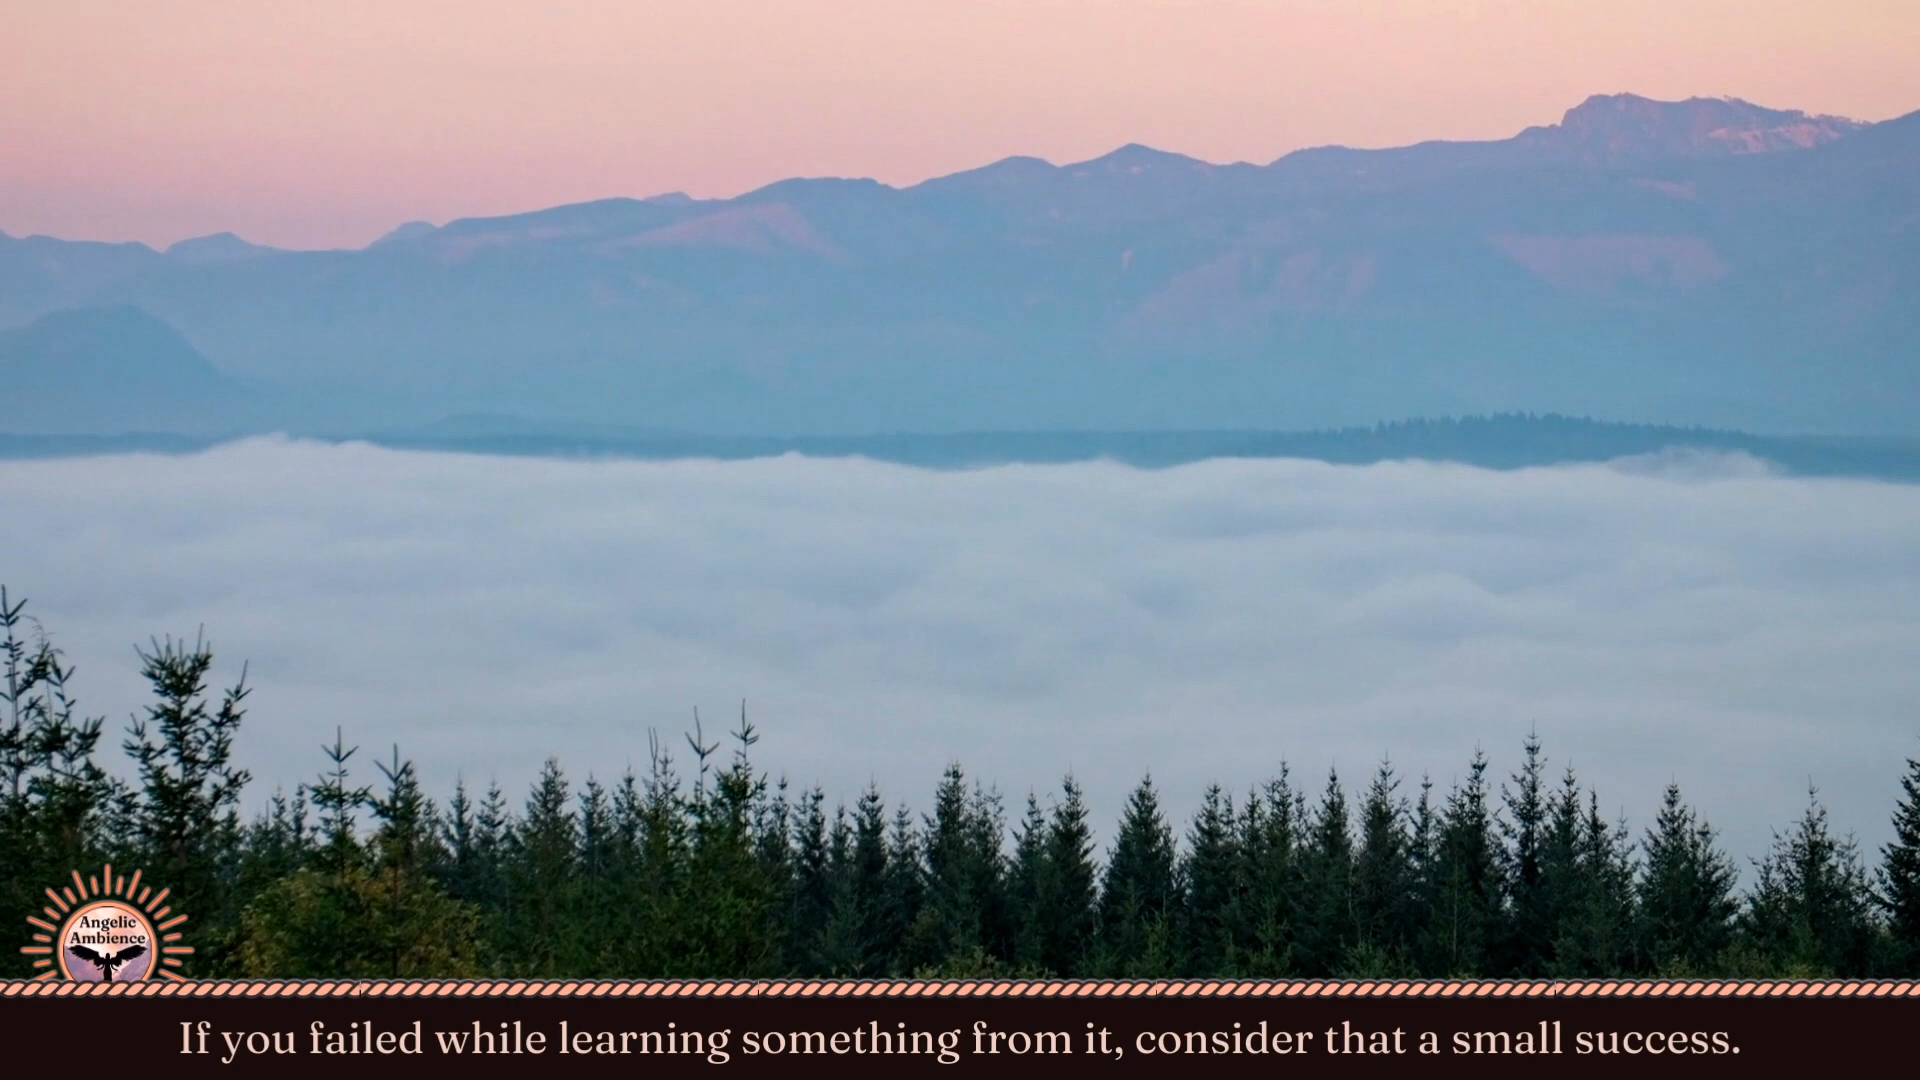 Angelic
Ambience
If you failed while learning something from it, consider that a small success.